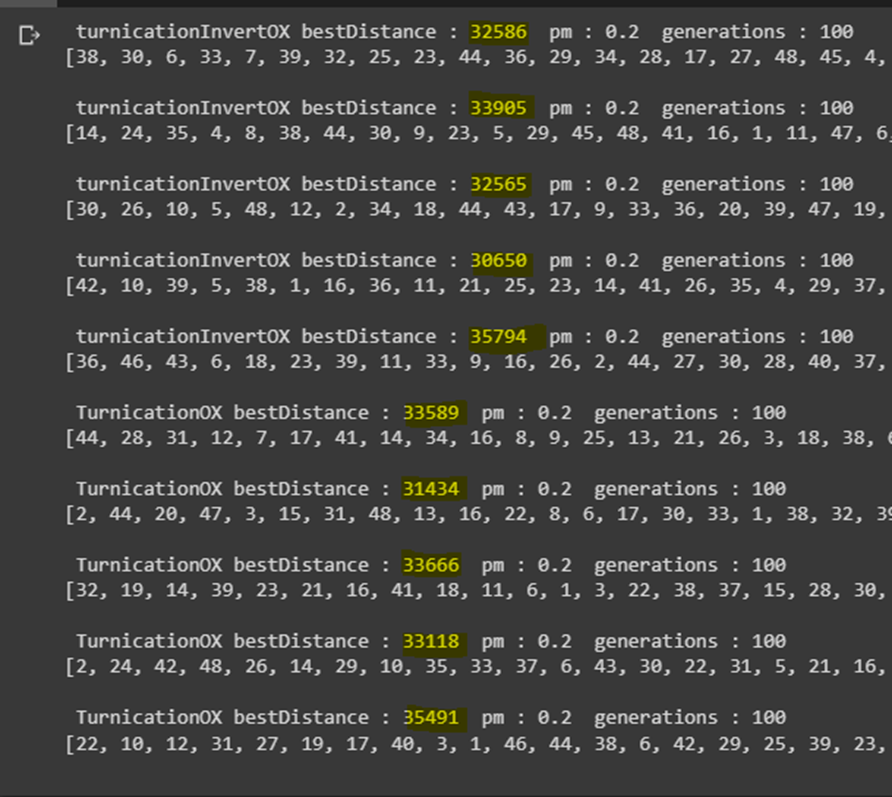 turnicationInvertOX bestDistance : 32586 pm : 0.2 generations : 100
[38, 30, 6, 33, 7, 39, 32, 25, 23, 44, 36, 29, 34, 28, 17, 27, 48, 45, 4,
turnicationInvertOX bestDistance : 33905 pm : 0.2 generations : 100
[14, 24, 35, 4, 8, 38, 44, 30, 9, 23, 5, 29, 45, 48, 41, 16, 1, 11, 47, 6
turnicationInvertOX bestDistance : 32565 pm : 0.2 generations : 100
[30, 26, 10, 5, 48, 12, 2, 34, 18, 44, 43, 17, 9, 33, 36, 20, 39, 47, 19,
turnicationInvertOX bestDistance : 30650 pm : 0.2 generations : 100
[42, 10, 39, 5, 38, 1, 16, 36, 11, 21, 25, 23, 14, 41, 26, 35, 4, 29, 37,
turnicationInvertOX bestDistance : 35794 pm : 0.2 generations : 100
[36, 46, 43, 6, 18, 23, 39, 11, 33, 9, 16, 26, 2, 44, 27, 30, 28, 40, 37,
TurnicationOX bestDistance : 33589 pm : 0.2 generations : 100
[44, 28, 31, 12, 7, 17, 41, 14, 34, 16, 8, 9, 25, 13, 21, 26, 3, 18, 38,
TurnicationOX bestDistance : 31434 pm : 0.2 generations : 100
[2, 44, 20, 47, 3, 15, 31, 48, 13, 16, 22, 8, 6, 17, 30, 33, 1, 38, 32, 39
TurnicationOX bestDistance : 33666 pm : 0.2 generations : 100
[32, 19, 14, 39, 23, 21, 16, 41, 18, 11, 6, 1, 3, 22, 38, 37, 15, 28, 30,
TurnicationOX bestDistance : 33118 pm : 0.2 generations : 100
[2, 24, 42, 48, 26, 14, 29, 10, 35, 33, 37, 6, 43, 30, 22, 31, 5, 21, 16,
TurnicationOX bestDistance : 35491 pm : 0.2 generations : 100
[22, 10, 12, 31, 27, 19, 17, 40, 3, 1, 46, 44, 38, 6, 42, 29, 25, 39, 23,